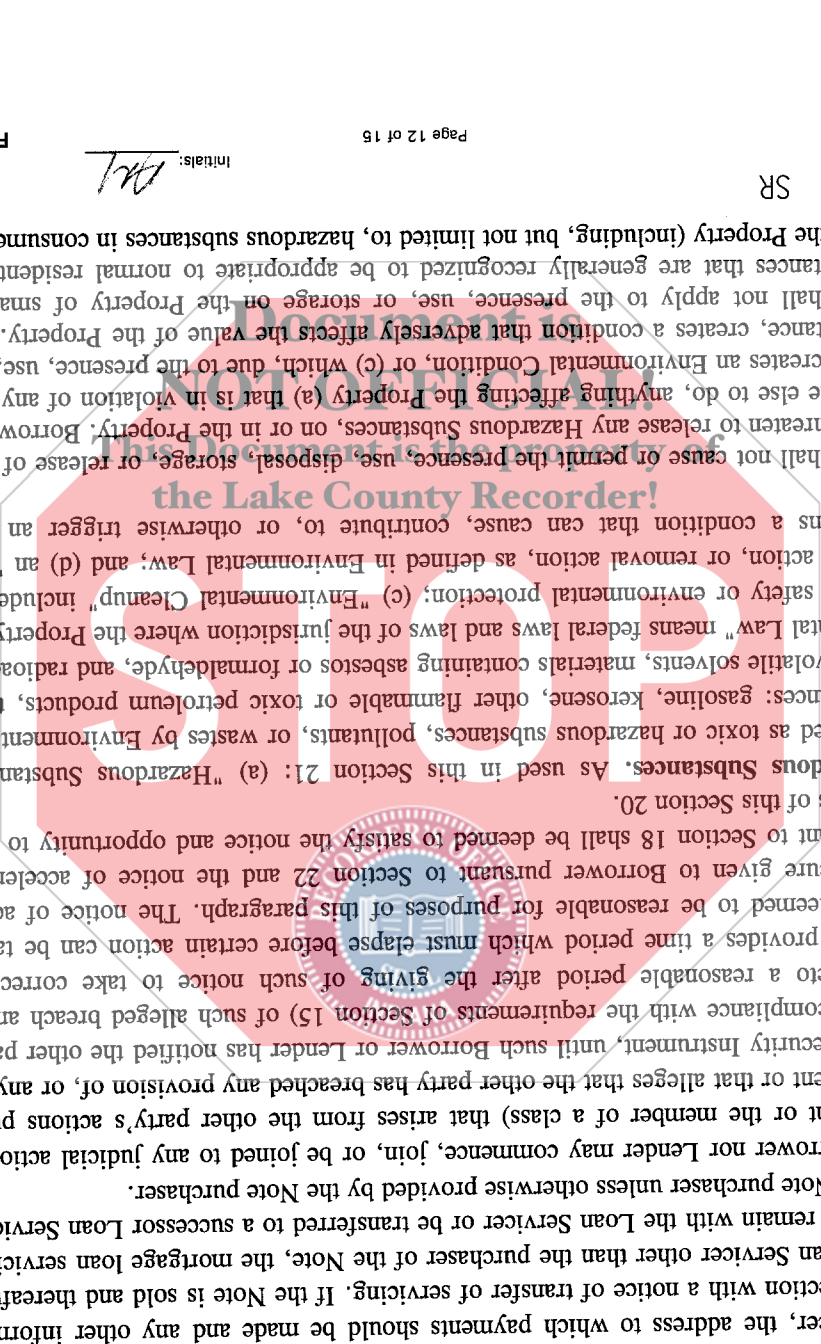 cer, the address to which payments should be made and any other inform
ection with a notice of transfer of servicing. If the Note is sold and thereaf
an Servicer other than the purchaser of the Note, the mortgage loan servic
remain with the Loan Servicer or be transferred to a successor Loan Servi
Note purchaser unless otherwise provided by the Note purchaser.
rrower nor Lender may commence, join, or be joined to any judicial actio
nt or the member of a class) that arises from the other party's actions p
ent or that alleges that the other party has breached any provision of, or any
ecurity Instrument, until such Borrower or Lender has notified the other pa
compliance with the requirements of Section 15) of such alleged breach an
eto a reasonable period after the giving of such notice to take correc
provides a time period which must elapse before certain action can be ta
eemed to be reasonable for purposes of this paragraph. The notice of ac
ure given to Borrower pursuant to Section 22 and the notice of acceler
nt to Section 18 shall be deemed to satisfy the notice and opportunity to
s of this Section 20.
dous Substances. As used in this Section 21: (a) "Hazardous Substan
ed as toxic or hazardous substances, pollutants, or wastes by Environment
nces: gasoline, kerosene, other flammable or toxic petroleum products, t
volatile solvents, materials containing asbestos or formaldehyde, and radioa
tal Law" means federal laws and laws of the jurisdiction where the Property
safety or environmental protection; (c) "Environmental Cleanup" include
action, or removal action, as defined in Environmental Law; and (d) an "
ns a condition that can cause, contribute to, or otherwise trigger an
hall not cause or permit the presence, use, disposal, storage, or release of
hreaten to release any Hazardous Substances, on or in the Property. Borrow
e else to do, anything affecting the Property (a) that is in violation of any
creates an Environmental Condition, or (c) which, due to the presence, use,
tance, creates a condition that adversely affects the value of the Property.
hall not apply to the presence, use, or storage on the Property of sma
tances that are generally recognized to be appropriate to normal resident
he Property (including, but not limited to, hazardous substances in consume
SR
Initials:
Page 12 of 15
Document is
NOT OFFICIAL!
This Document is the property of
the Lake County Recorder!
STOP